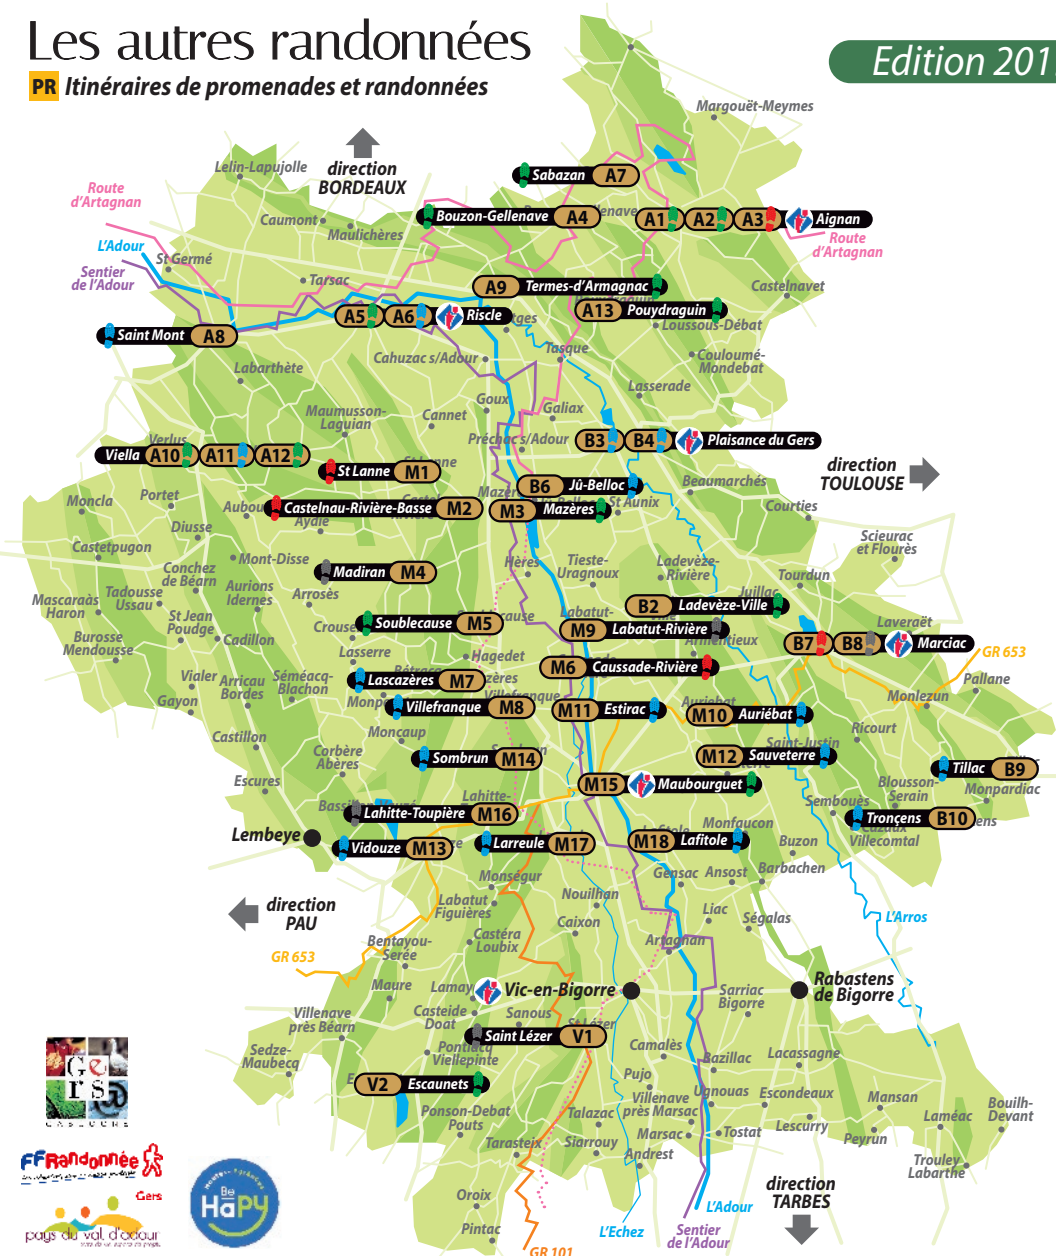 Les autres randonnées
PR Itinéraires de promenades et randonnées
Edition 201
Margouët-Meymes
direction
BORDEAUX
Lelin-Lapujolle
Sabazan A7
Route
d'Artagnan
Caumont
Maulichères
Bouzon-Gellenave A4
A1 A2 A3 Aignan
Route
d'Artagnan
L'Adour
St Germé
Sentier
de l'Adour
Tarsac
A9 Termes-d'Armagnac
Castelnavet
A13 Pouydraguin
Loussous-Débat
A5 A6 Riscle
Saint Mont A8
Tasque
Cahuzac s/Adour
Couloumé-
Mondebat
Labarthète
Lasserade
Goux
Galiax
Maumusson-
Laguian
Cannet
Préchac s/Adour
B3 B4 Plaisance du Gers
Verlus
Viella A10 A11 A12
St Lanne M1
direction
TOULOUSE
B6 Jû-Belloc
Beaumarchés
Moncla
Portet
Castelnau-Rivière-Basse M2
M3 Mazères
St Aunix
Courties
Aydie
Diusse
Castetpugon
Mont-Disse
Scieurac
et Flourès
Conchez
de Béarn
Madiran M4
Hères
Tieste-
Uragnoux
Ladevèze-
Rivière
Tourdun
Tadousse
Ussau
Aurions
Idernes
Arrosès
Mascaraàs
Haron
Juillac
B2 Ladevèze-Ville
St Jean
Poudge
Soublecause M5
Labatut-
M9 Labatut-Rivière
Laveraët
Burosse
Mendousse
Cadillon
Armentieux
B7 B8 Marciac
GR 653
Lasserre
Hagedet
M6 Caussade-Rivière
Vialer
Arricau
Bordes
Séméacq-
Blachon
Lascazères M7
Pallane
Gayon
Villefranque M8
M11 Estirac
M10 Auriébat
Monlezun
Moncaup
Ricourt
Castillon
Corbère
Abères
Sombrun M14
M12 Sauveterre
Saint-Justin
Tillac B9
Escures
M15 Maubourguet
Blousson-
Serain
Monpardiac
Lahitte-
Sembouès
Lahitte-Toupière M16
Tronçens B10
Lembeye
Monfaucon
Cazaux
Villecomtal
Vidouze M13
Larreule M17
M18 Lafitole
Buzon
Monségur
Gensac
Ansost
Barbachen
direction
PAU
Labatut
Figuières
Nouilhan
Liac
Ségalas
L'Arros
Caixon
Castéra
Loubix
Bentayou-
Serée
Artagnan
GR 653
Maure
Lamay
Vic-en-Bigorre
Sarriac
Bigorre
Rabastens
de Bigorre
Villenave
près Béarn
Casteide
Doat
Sanous
St Lézer
Saint Lézer V1
Sedze-
Maubecq
Pontiacq
Viellepinte
Camalès
Bazillac
Lacassagne
V2 Escaunets
Pujo
Ugnouas
Escondeaux
Ponson-Debat
Pouts
Talazac
Villenave
près Marsac
Mansan
Bouilh-
Devant
Laméac
Lescurry
Tarasteix
Siarrouy
Marsac
Tostat
Peyrun
Andrest
Trouley
Labarthe
Oroix
direction
TARBES
Pintac
L'Echez
L'Adour
Sentier
de l'Adour
GR 101
Gers
FFRandonnée
Gers
pays du val d'adour
Be
HaPY